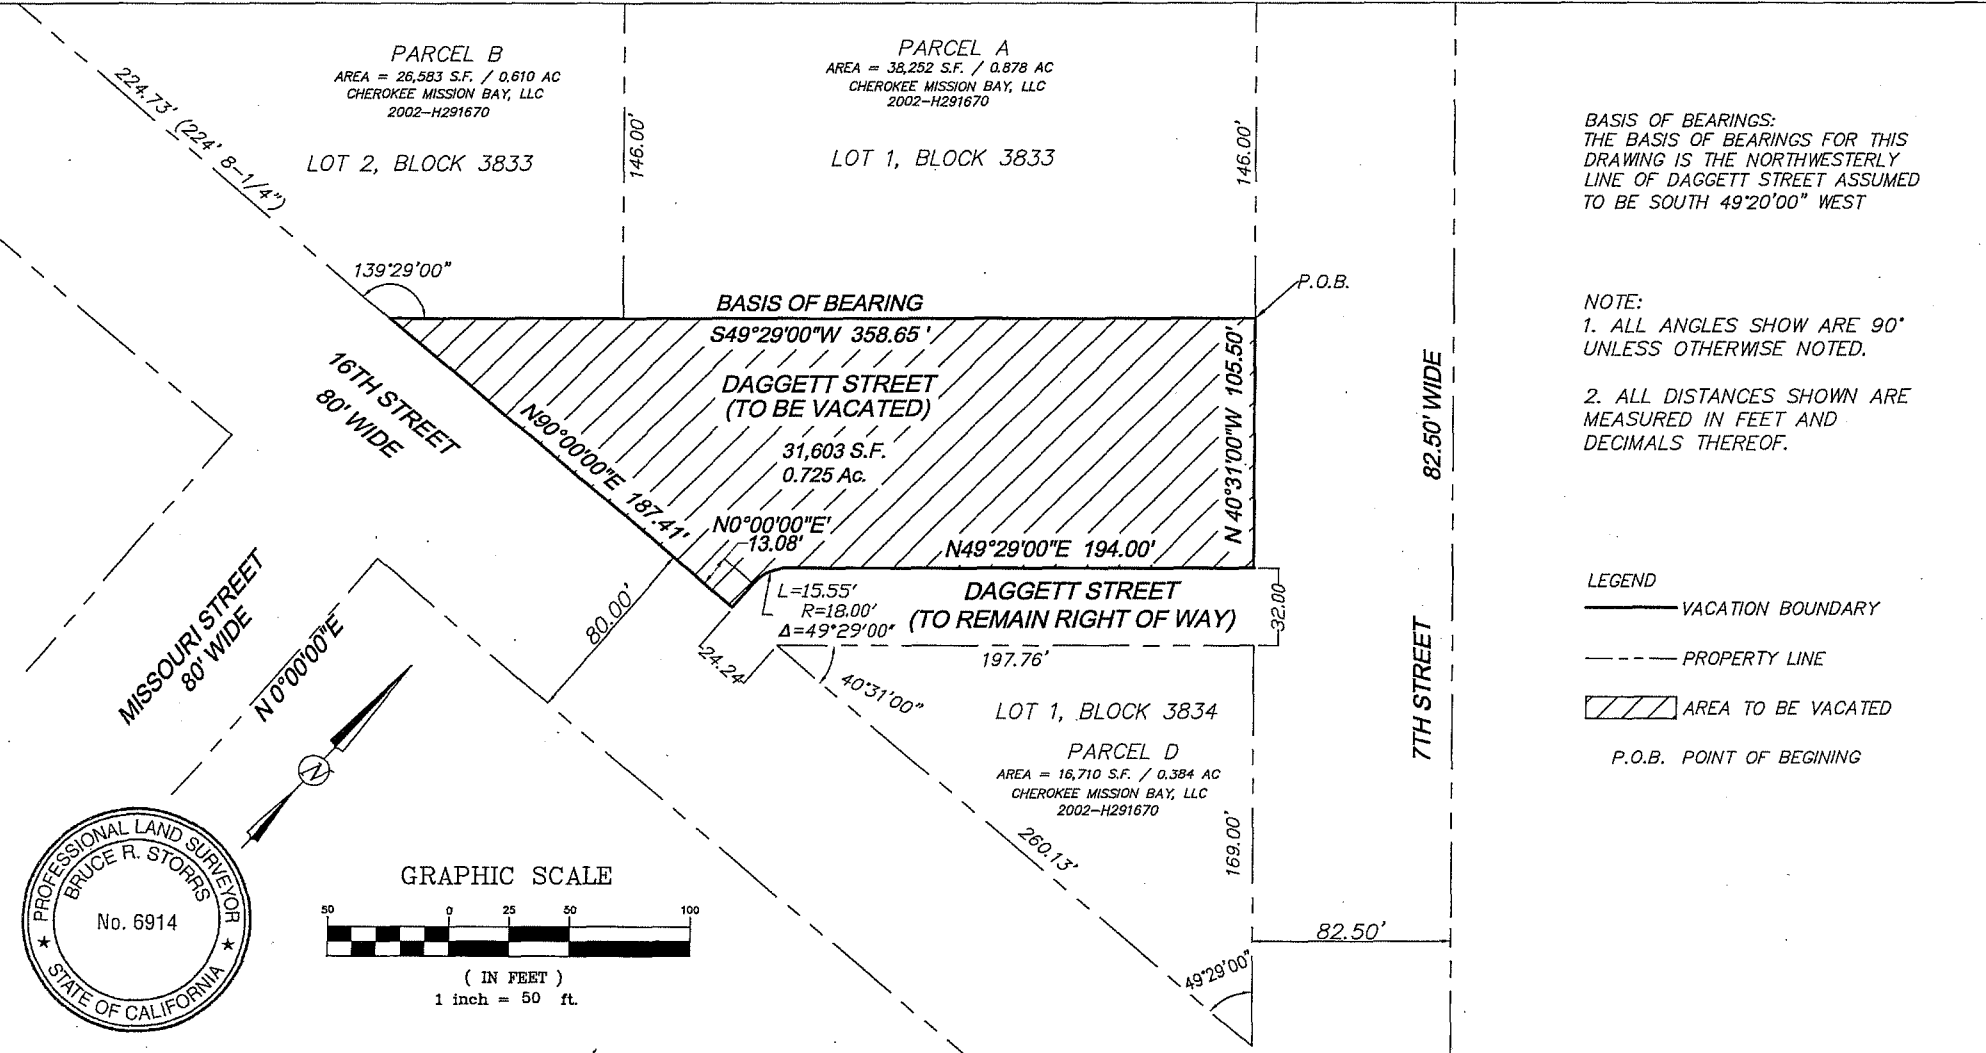 PARCEL B
AREA = 26,583 S.F. / 0.610 AC
CHEROKEE MISSION BAY, LLC
2002-H291670
LOT 2, BLOCK 3833
PARCEL A
AREA = 38,252 S.F. / 0.878 AC
CHEROKEE MISSION BAY, LLC
2002-H291670
LOT 1, BLOCK 3833
224.73' (224' 8-1/4")
146.00'
146.00'
139°29'00"
P.O.B.
BASIS OF BEARING
S49°29'00"W 358.65 '
DAGGETT STREET
(TO BE VACATED)
31,603 S.F.
0.725 Ac.
N 40°31'00"W 105.50'
16TH STREET
80' WIDE
N90°00'00"E 187.41'
N0°00'00"E'
13.08'
N49°29'00"E 194.00'
L=15.55'
R=18.00'
Δ=49°29'00"
DAGGETT STREET
(TO REMAIN RIGHT OF WAY)
32.00
80.00'
24.24
197.76'
40°31'00"
MISSOURI STREET
80' WIDE
N 0°00'00"E
N
LOT 1, BLOCK 3834
PARCEL D
AREA = 16,710 S.F. / 0.384 AC
CHEROKEE MISSION BAY, LLC
2002-H291670
260.13'
169.00'
49°29'00"
82.50'
82.50' WIDE
7TH STREET
BASIS OF BEARINGS:
THE BASIS OF BEARINGS FOR THIS
DRAWING IS THE NORTHWESTERLY
LINE OF DAGGETT STREET ASSUMED
TO BE SOUTH 49°20'00" WEST
NOTE:
1. ALL ANGLES SHOW ARE 90°
UNLESS OTHERWISE NOTED.
2. ALL DISTANCES SHOWN ARE
MEASURED IN FEET AND
DECIMALS THEREOF.
LEGEND
VACATION BOUNDARY
PROPERTY LINE
AREA TO BE VACATED
P.O.B. POINT OF BEGINING
PROFESSIONAL LAND SURVEYOR
BRUCE R. STORRS
No. 6914
STATE OF CALIFORNIA
GRAPHIC SCALE
50 0 25 50 100
( IN FEET )
1 inch = 50 ft.